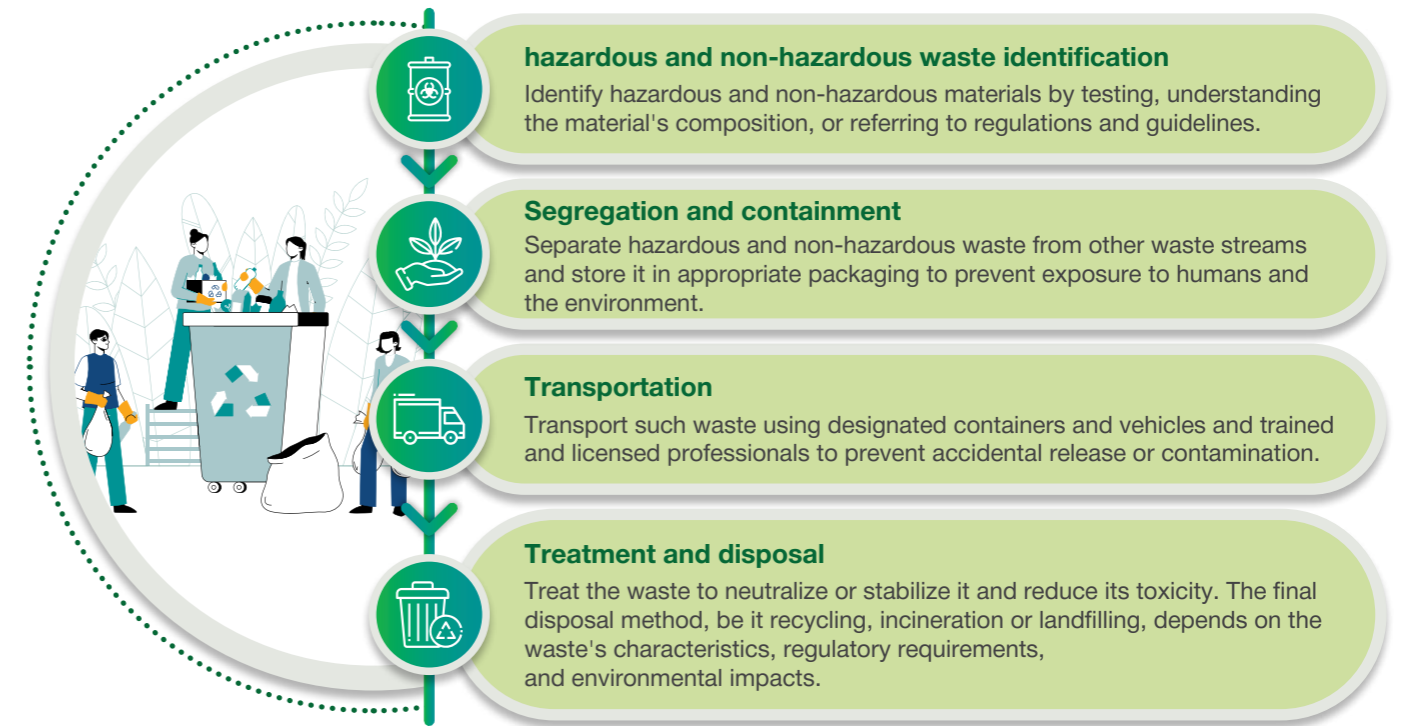 hazardous and non-hazardous waste identification
Identify hazardous and non-hazardous materials by testing, understanding
the material's composition, or referring to regulations and guidelines.
Segregation and containment
Separate hazardous and non-hazardous waste from other waste streams
and store it in appropriate packaging to prevent exposure to humans and
the environment.
Transportation
Transport such waste using designated containers and vehicles and trained
and licensed professionals to prevent accidental release or contamination.
Treatment and disposal
Treat the waste to neutralize or stabilize it and reduce its toxicity. The final
disposal method, be it recycling, incineration or landfilling, depends on the
waste's characteristics, regulatory requirements,
and environmental impacts.